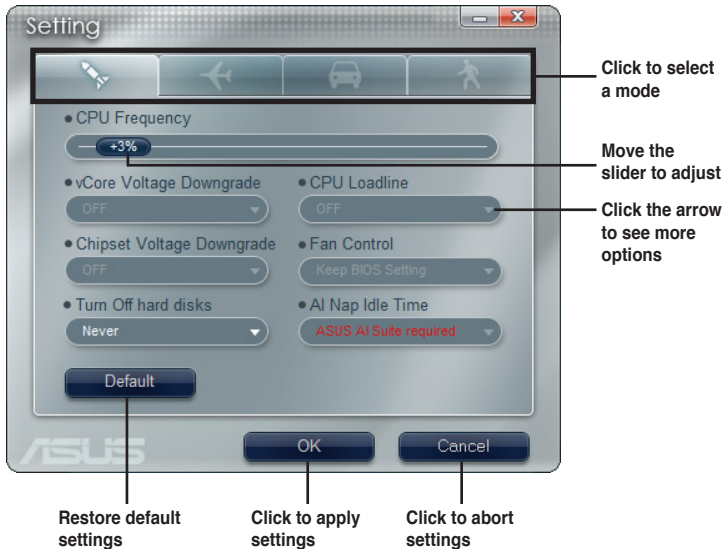 Setting
Click to select
a mode
CPU Frequency
+3%
Move the
slider to adjust
vCore Voltage Downgrade
CPU Loadline
OFF
OFF
Click the arrow
to see more
options
Chipset Voltage Downgrade
Fan Control
OFF
Keep BIOS Setting
Turn Off hard disks
AI Nap Idle Time
Never
ASUS AI Suite required
Default
ASUS
OK
Cancel
Restore default
settings
Click to apply
settings
Click to abort
settings